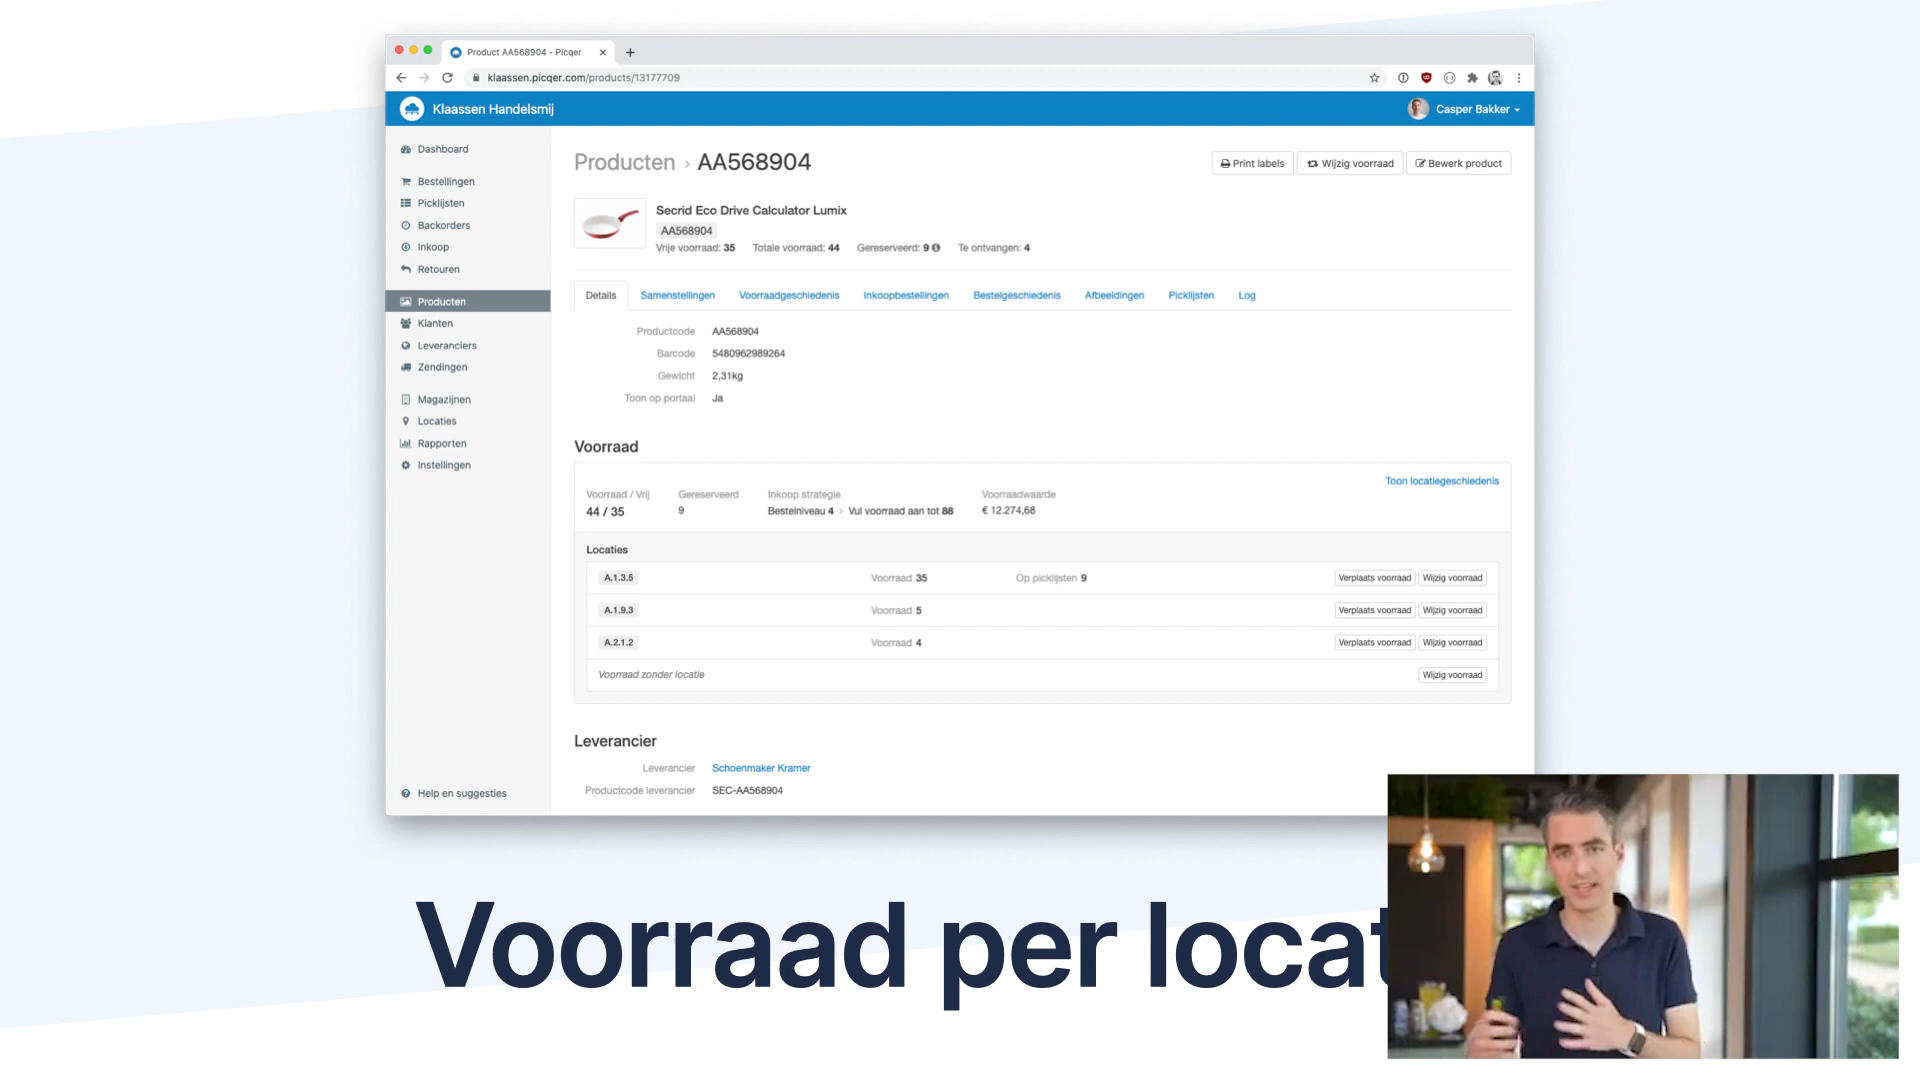 Product AA568904 - Picqer
klaassen.picqer.com/products/13177709
Klaassen Handelsmij
Casper Bakker
Dashboard
Bestellingen
Picklijsten
Backorders
Inkoop
Retouren
Producten
Klanten
Leveranciers
Zendingen
Magazijnen
Locaties
Rapporten
Instellingen
Help en suggesties
Producten › AA568904
Print labels Wijzig voorraad Bewerk product
Secrid Eco Drive Calculator Lumix
AA568904
Vrije voorraad: 35 Totale voorraad: 44 Gereserveerd: 9 Te ontvangen: 4
Details Samenstellingen Voorraadgeschiedenis Inkoopbestellingen Bestelgeschiedenis Afbeeldingen Picklijsten Log
Productcode AA568904
Barcode 5480962989264
Gewicht 2,31kg
Toon op portaal Ja
Voorraad
Toon locatiegeschiedenis
Voorraad / Vrij Gereserveerd Inkoop strategie Voorraadwaarde
44 / 35 9 Bestelniveau 4 › Vul voorraad aan tot 88 € 12.274,68
Locaties
A.1.3.5 Voorraad 35 Op picklijsten 9 Verplaats voorraad Wijzig voorraad
A.1.9.3 Voorraad 5 Verplaats voorraad Wijzig voorraad
A.2.1.2 Voorraad 4 Verplaats voorraad Wijzig voorraad
Voorraad zonder locatie Wijzig voorraad
Leverancier
Leverancier Schoenmaker Kramer
Productcode leverancier SEC-AA568904
Voorraad per locat